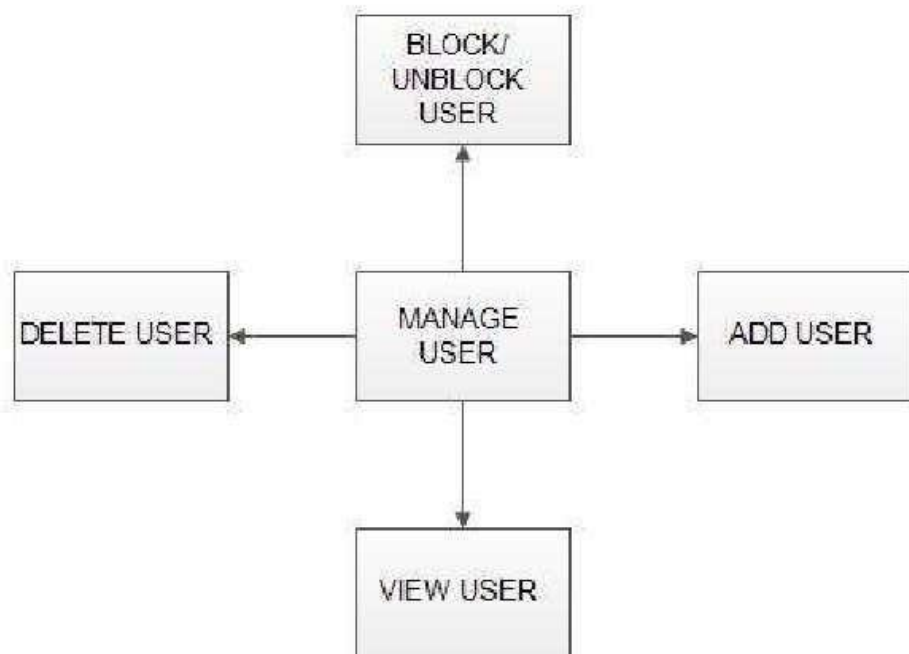 BLOCK/
UNBLOCK
USER
DELETE USER
MANAGE
USER
ADD USER
VIEW USER